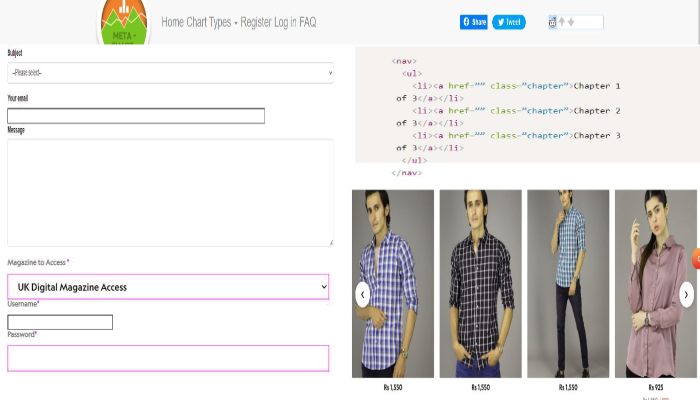 META -
Home Chart Types Register Log in FAQ
Share
Tweet
Subject
--Please select--
Your email
Message
Magazine to Access *
UK Digital Magazine Access
Username*
Password*
<nav>
<ul>
<li><a href="" class="chapter">Chapter 1
of 3</a></li>
<li><a href="" class="chapter">Chapter 2
of 3</a></li>
<li><a href="" class="chapter">Chapter 3
of 3</a></li>
</ul>
</nav>
Rs 1,550
Rs 1,550
Rs 1,550
Rs 925